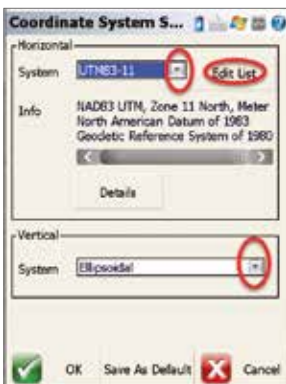 Coordinate System S...
Horizontal
System UTM83-11 Edit List
Info NAD83 UTM, Zone 11 North, Meter
North American Datum of 1983
Geodetic Reference System of 1980
Details
Vertical
System Ellipsoidal
OK Save As Default Cancel